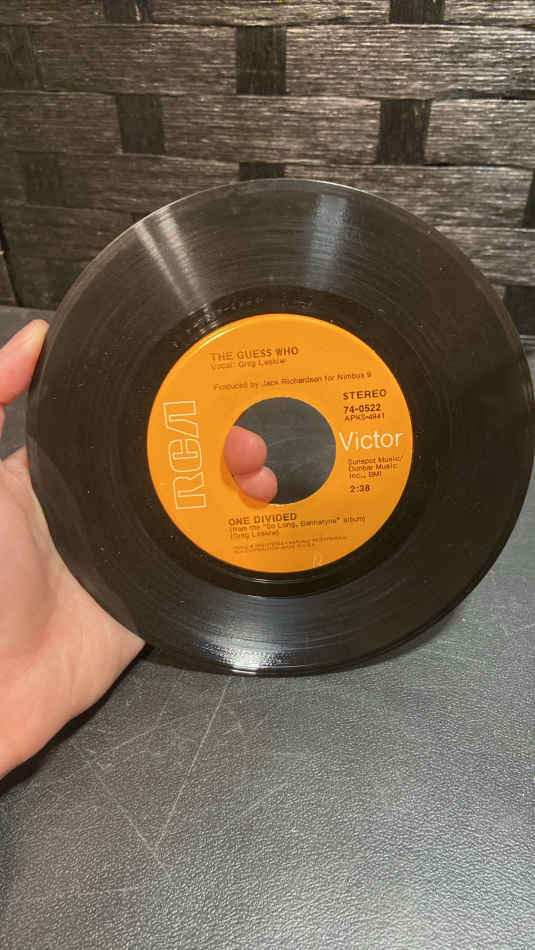 THE GUESS WHO
Vocal: Greg Leskiw
Produced by Jack Richardson for Nimbus 9
STEREO
74-0522
APKS-4941
RCA
Victor
Sunspot Music/
Dunbar Music
Inc., BMI
2:38
ONE DIVIDED
(from the "So Long, Bannatyne" album)
(Greg Leskiw)